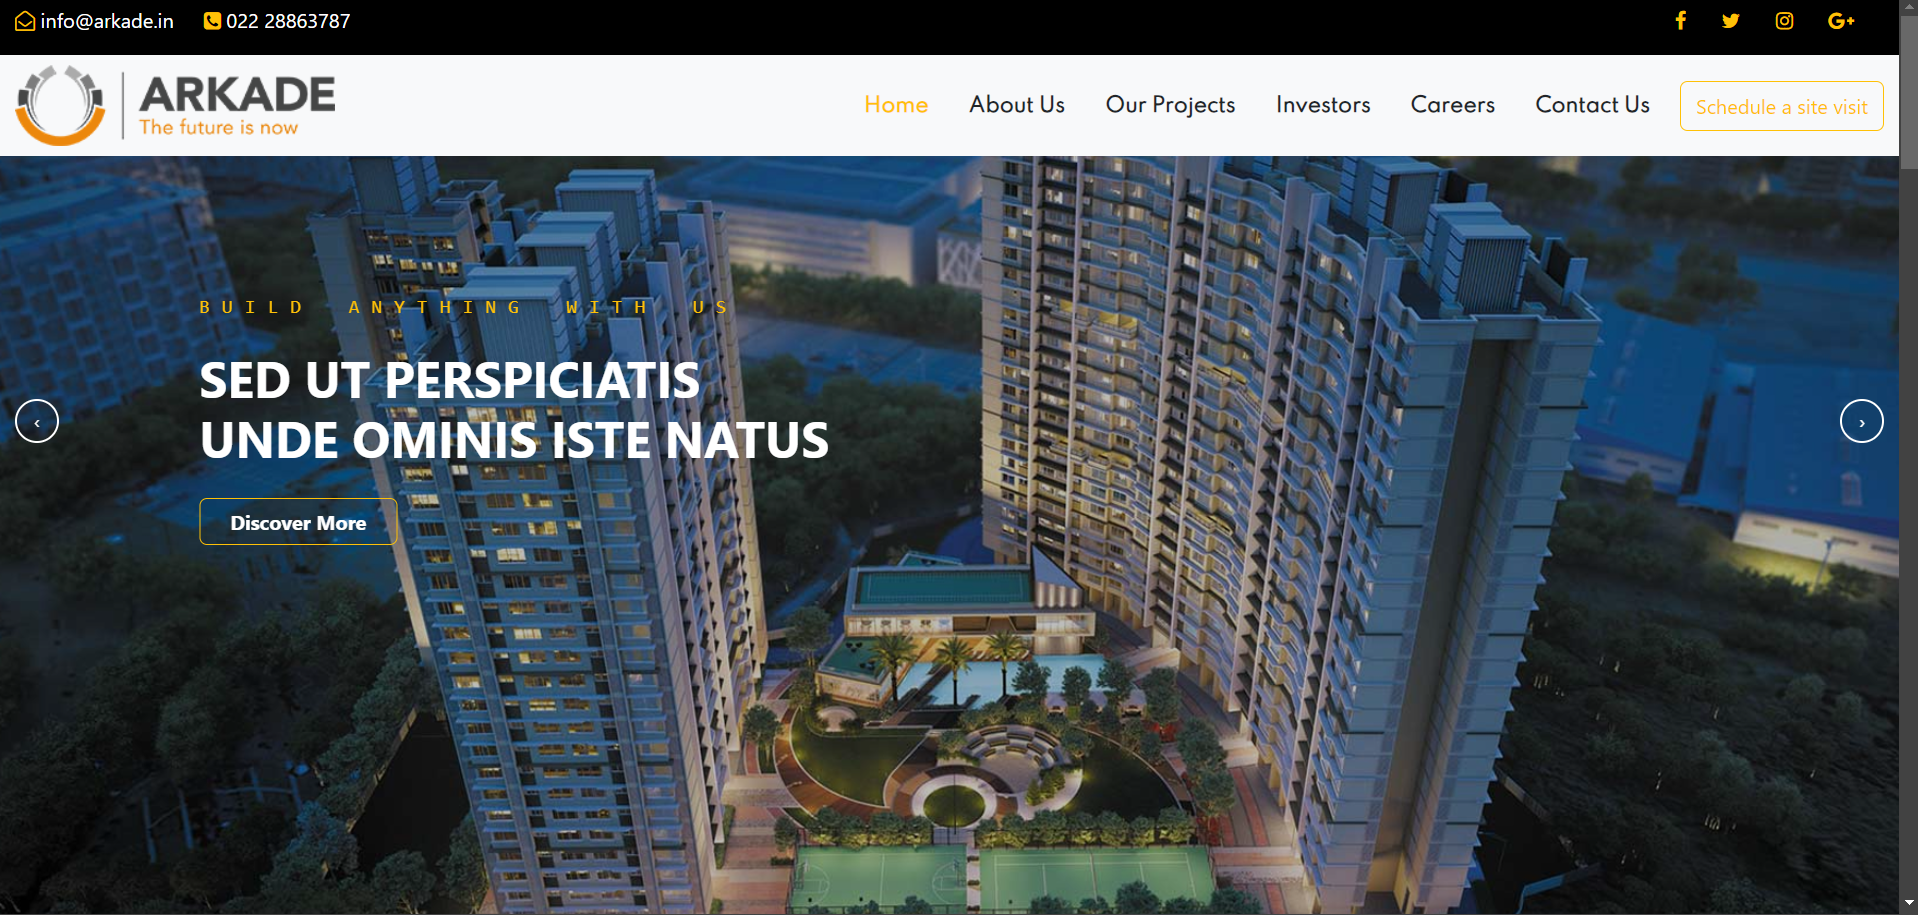 info@arkade.in 022 28863787
ARKADE
The future is now
Home About Us Our Projects Investors Careers Contact Us Schedule a site visit
BUILD ANYTHING WITH US
SED UT PERSPICIATIS
UNDE OMINIS ISTE NATUS
Discover More